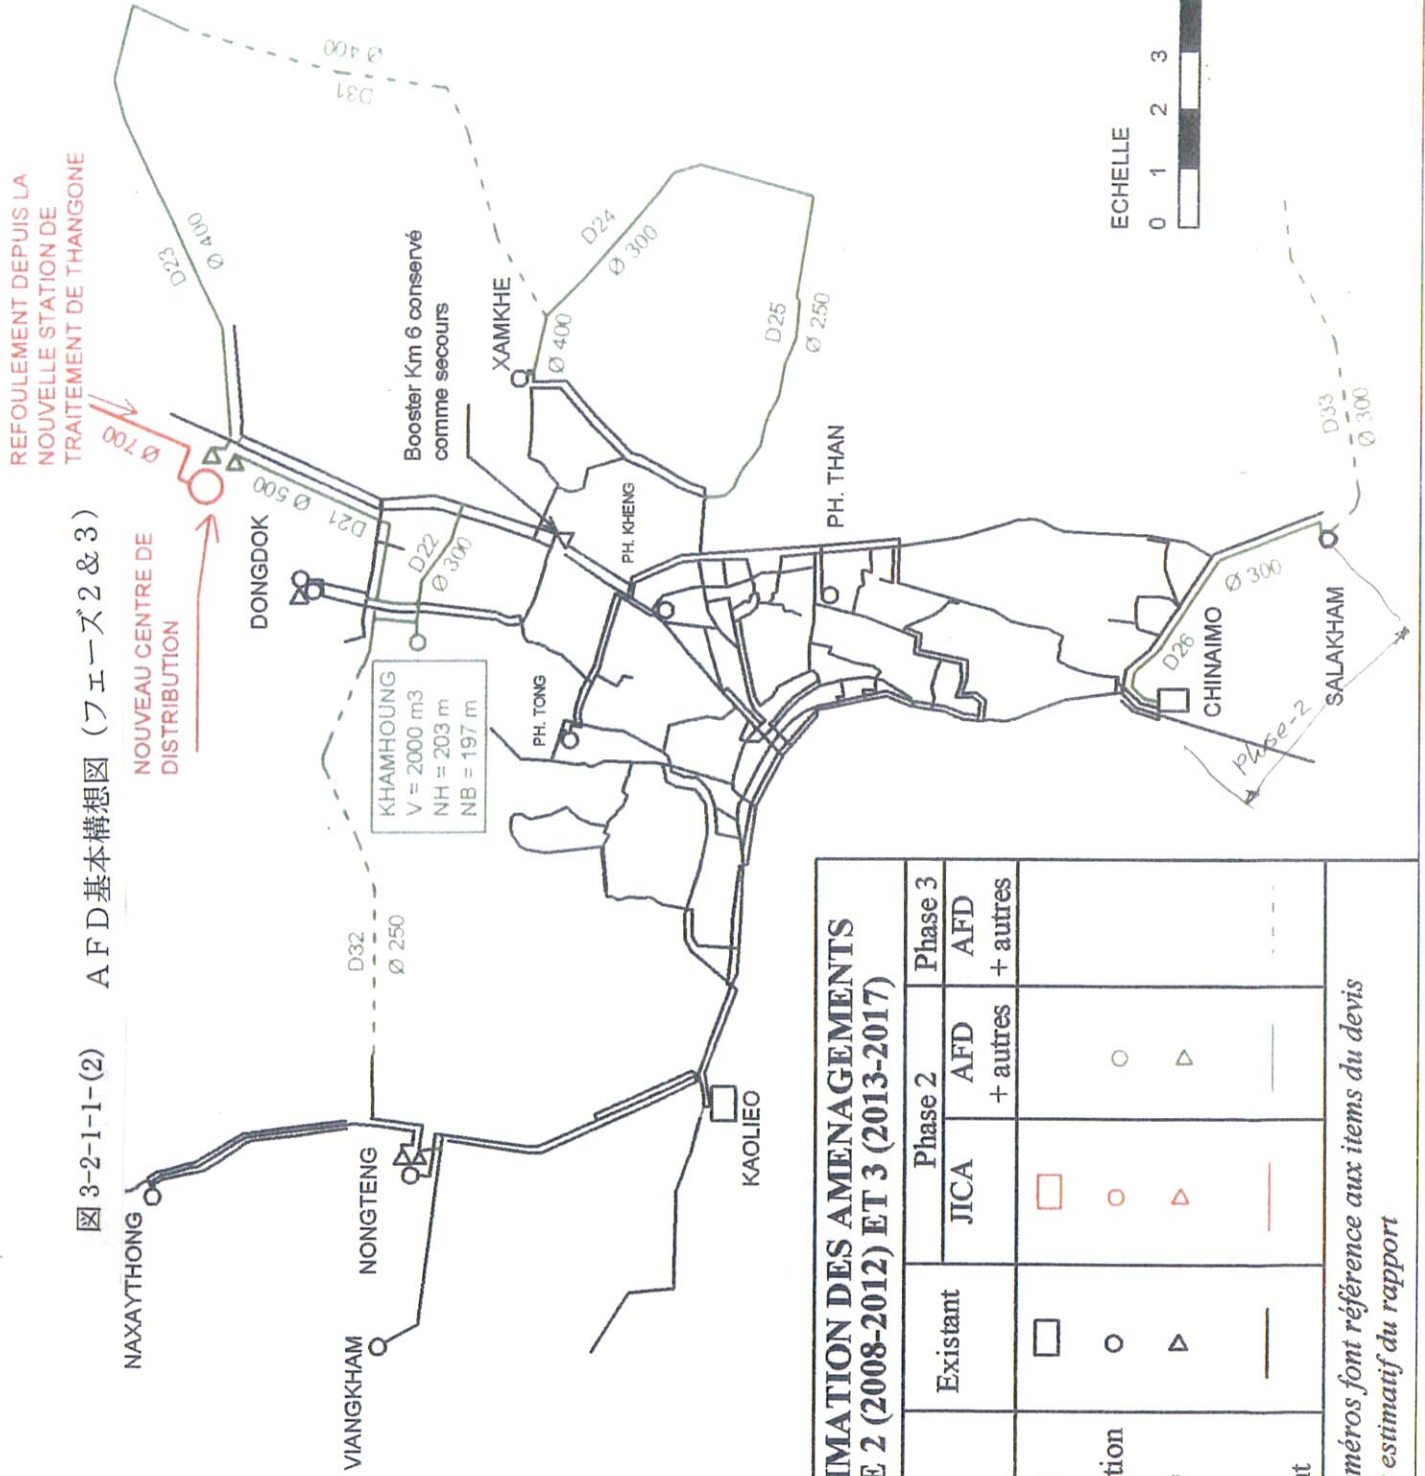 図 3-2-1-1-(2) AFD基本構想図 (フェーズ2&3)
REFOULEMENT DEPUIS LA
NOUVELLE STATION DE
TRAITEMENT DE THANGONE
NOUVEAU CENTRE DE
DISTRIBUTION
Ø 700
D23
Ø 400
D31
Ø 400
D21
Ø 500
DONGDOK
D22
Ø 300
Booster Km 6 conservé
comme secours
XAMKHE
Ø 400
D24
Ø 300
D25
Ø 250
KHAMHOUNG
V = 2000 m3
NH = 203 m
NB = 197 m
PH. TONG
PH. KHENG
PH. THAN
D32
Ø 250
NAXAYTHONG
NONGTENG
VIANGKHAM
KAOLIEO
CHINAIMO
D26
Ø 300
SALAKHAM
D33
Ø 300
Phase-2
ECHELLE
0 1 2 3
IMATION DES AMENAGEMENTS
E 2 (2008-2012) ET 3 (2013-2017)
Existant
Phase 2
Phase 3
JICA
AFD
+ autres
AFD
+ autres
tion
t
méros font référence aux items du devis
estimatif du rapport